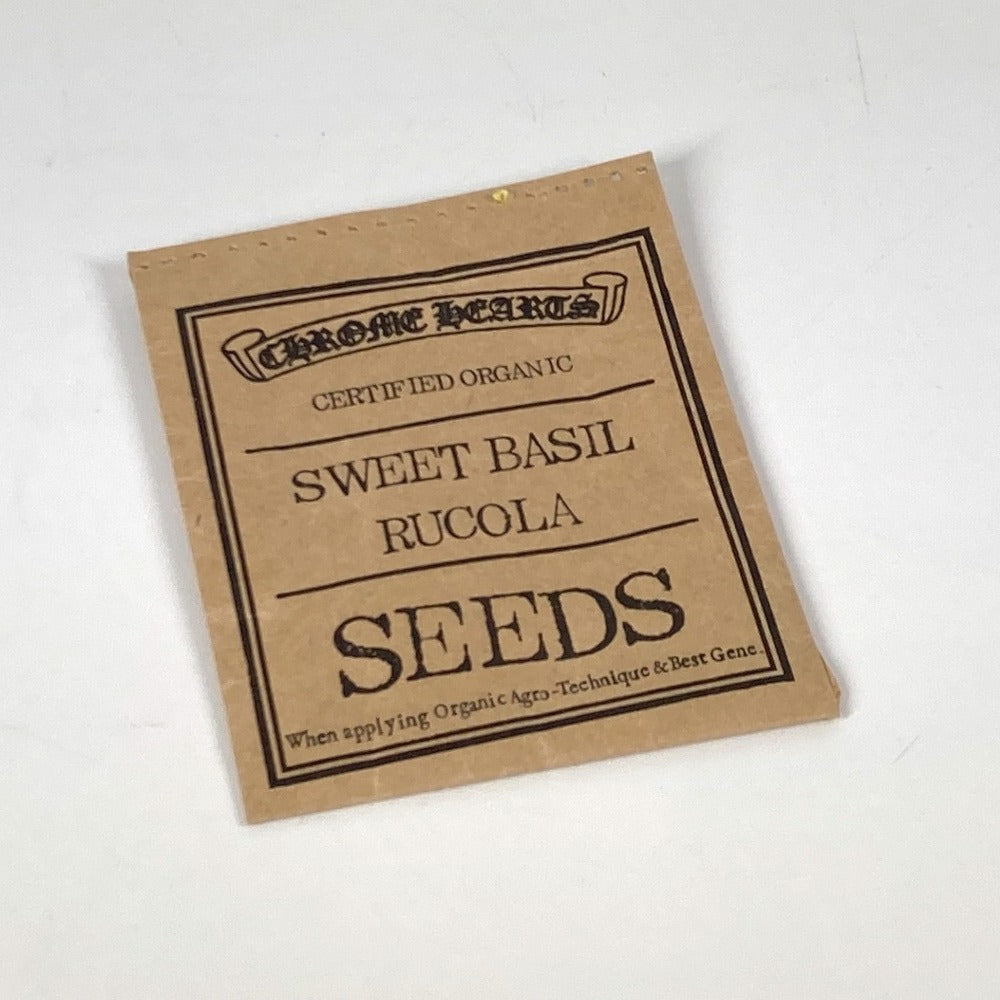 CHROME HEARTS
CERTIFIED ORGANIC
SWEET BASIL
RUCOLA
SEEDS
When applying Organic Agro-Technique & Best Gene.